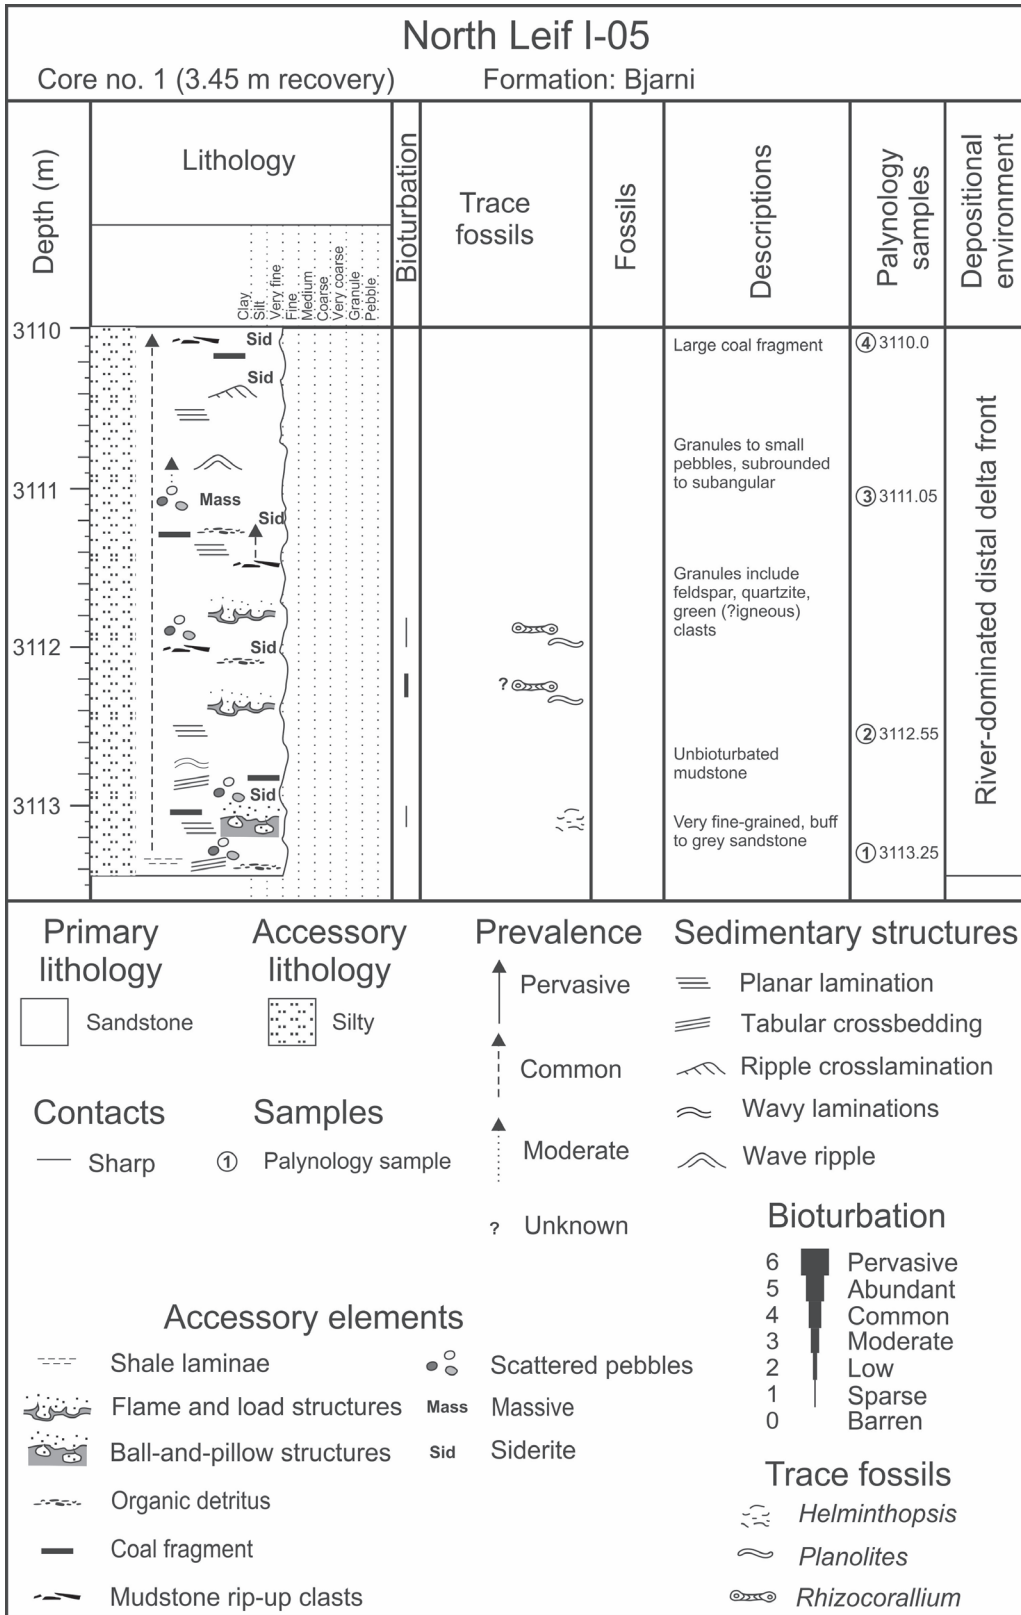 North Leif I-05
Core no. 1 (3.45 m recovery) Formation: Bjarni
Depth (m)
Lithology
Clay
Silt
Very fine
Fine
Medium
Coarse
Very coarse
Granule
Pebble
Bioturbation
Trace
fossils
Fossils
Descriptions
Palynology
samples
Depositional
environment
3110
Sid
Large coal fragment
4 3110.0
Sid
Granules to small
pebbles, subrounded
to subangular
3111
Mass
3 3111.05
Sid
Granules include
feldspar, quartzite,
green (?igneous)
clasts
3112
Sid
?
2 3112.55
Unbioturbated
mudstone
Sid
3113
Very fine-grained, buff
to grey sandstone
1 3113.25
River-dominated distal delta front
Primary
lithology
Sandstone
Accessory
lithology
Silty
Contacts
Sharp
Samples
1 Palynology sample
Prevalence
Pervasive
Common
Moderate
? Unknown
Sedimentary structures
Planar lamination
Tabular crossbedding
Ripple crosslamination
Wavy laminations
Wave ripple
Bioturbation
6 Pervasive
5 Abundant
4 Common
3 Moderate
2 Low
1 Sparse
0 Barren
Accessory elements
Shale laminae
Flame and load structures
Ball-and-pillow structures
Organic detritus
Coal fragment
Mudstone rip-up clasts
Scattered pebbles
Mass Massive
Sid Siderite
Trace fossils
Helminthopsis
Planolites
Rhizocorallium